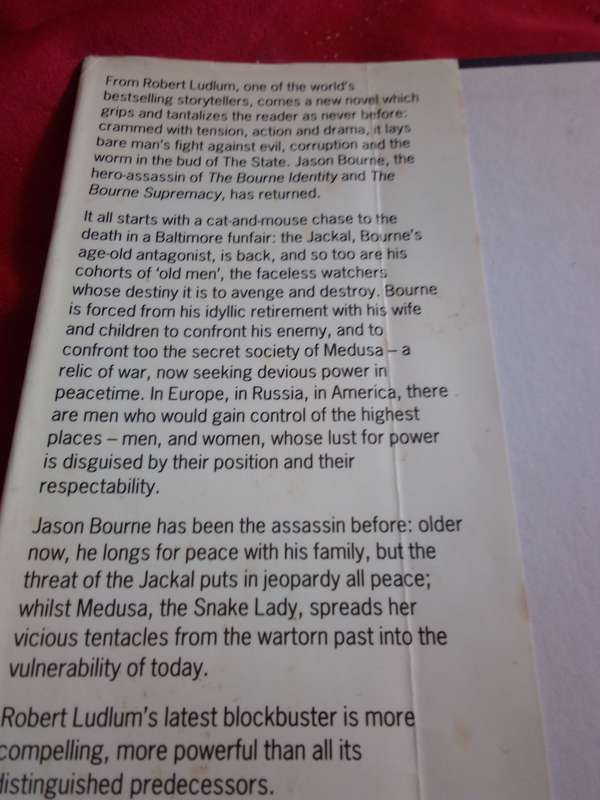 From Robert Ludlum, one of the world's
bestselling storytellers, comes a new novel which
grips and tantalizes the reader as never before:
crammed with tension, action and drama, it lays
bare man's fight against evil, corruption and the
worm in the bud of The State. Jason Bourne, the
hero-assassin of The Bourne Identity and The
Bourne Supremacy, has returned.
It all starts with a cat-and-mouse chase to the
death in a Baltimore funfair: the Jackal, Bourne's
age-old antagonist, is back, and so too are his
cohorts of 'old men', the faceless watchers
whose destiny it is to avenge and destroy. Bourne
is forced from his idyllic retirement with his wife
and children to confront his enemy, and to
confront too the secret society of Medusa – a
relic of war, now seeking devious power in
peacetime. In Europe, in Russia, in America, there
are men who would gain control of the highest
places – men, and women, whose lust for power
is disguised by their position and their
respectability.
Jason Bourne has been the assassin before: older
now, he longs for peace with his family, but the
threat of the Jackal puts in jeopardy all peace;
whilst Medusa, the Snake Lady, spreads her
vicious tentacles from the wartorn past into the
vulnerability of today.
Robert Ludlum's latest blockbuster is more
compelling, more powerful than all its
distinguished predecessors.